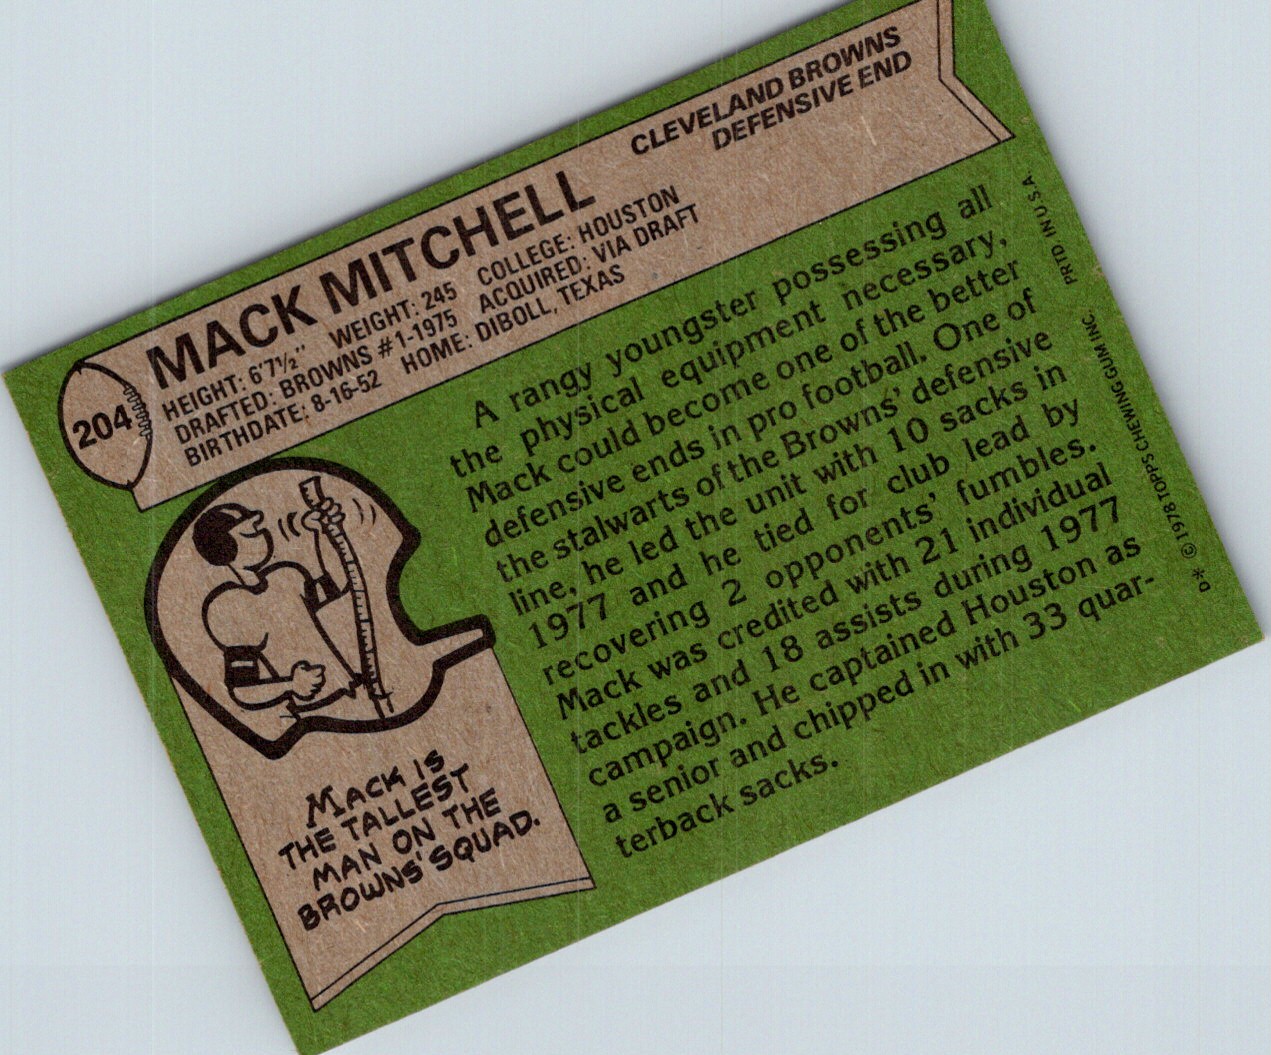 204
MACK MITCHELL
CLEVELAND BROWNS
DEFENSIVE END
HEIGHT: 6'7½" WEIGHT: 245 COLLEGE: HOUSTON
DRAFTED: BROWNS #1-1975 ACQUIRED: VIA DRAFT
BIRTHDATE: 8-16-52 HOME: DIBOLL, TEXAS
A rangy youngster possessing all
the physical equipment necessary,
Mack could become one of the better
defensive ends in pro football. One of
the stalwarts of the Browns' defensive
line, he led the unit with 10 sacks in
1977 and he tied for club lead by
recovering 2 opponents' fumbles.
Mack was credited with 21 individual
tackles and 18 assists during 1977
campaign. He captained Houston as
a senior and chipped in with 33 quar-
terback sacks.
MACK IS
THE TALLEST
MAN ON THE
BROWNS' SQUAD.
D* © 1978 TOPPS CHEWING GUM INC. PRTD IN U.S.A.